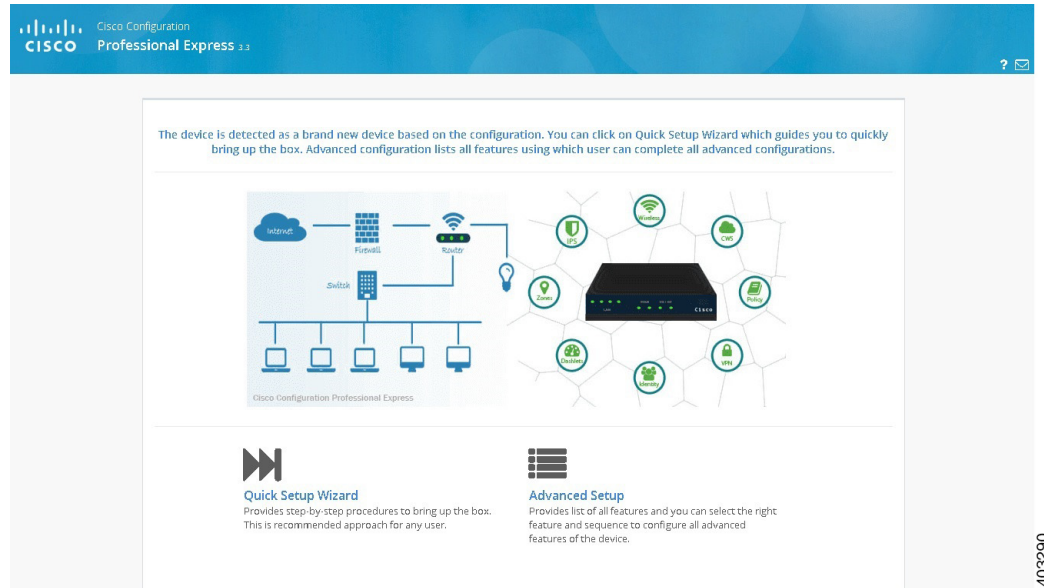 CISCO
Cisco Configuration
Professional Express 3.3
?
The device is detected as a brand new device based on the configuration. You can click on Quick Setup Wizard which guides you to quickly
bring up the box. Advanced configuration lists all features using which user can complete all advanced configurations.
Internet
Firewall
Router
Switch
Cisco Configuration Professional Express
Wireless
IPS
CWS
Zones
Policy
Cisco
Dashlets
VPN
Identity
Quick Setup Wizard
Provides step-by-step procedures to bring up the box.
This is recommended approach for any user.
Advanced Setup
Provides list of all features and you can select the right
feature and sequence to configure all advanced
features of the device.
403290